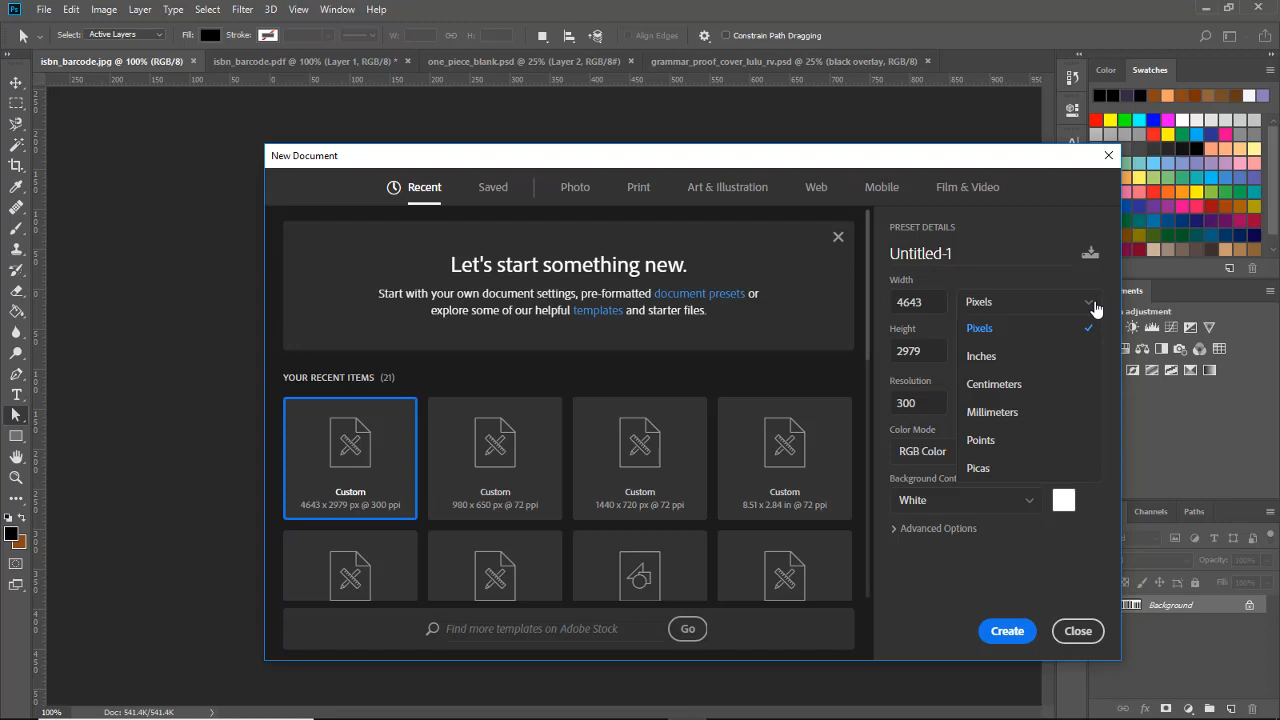 Ps File Edit Image Layer Type Select Filter 3D View Window Help
Select: Active Layers Fill: Stroke: W: H: Align Edges Constrain Path Dragging
isbn_barcode.jpg @ 100% (RGB/8) × isbn_barcode.pdf @ 100% (Layer 1, RGB/8) * × one_piece_blank.psd @ 25% (Layer 2, RGB/8#) × grammar_proof_cover_lulu_rv.psd @ 25% (black overlay, RGB/8) ×
Color Swatches
New Document
Recent Saved Photo Print Art & Illustration Web Mobile Film & Video
Let's start something new.
Start with your own document settings, pre-formatted document presets or
explore some of our helpful templates and starter files.
YOUR RECENT ITEMS (21)
Custom
4643 x 2979 px @ 300 ppi
Custom
980 x 650 px @ 72 ppi
Custom
1440 x 720 px @ 72 ppi
Custom
8.51 x 2.84 in @ 72 ppi
Find more templates on Adobe Stock Go
PRESET DETAILS
Untitled-1
Width
4643 Pixels
Pixels
Inches
Centimeters
Millimeters
Points
Picas
Height
2979
Resolution
300
Color Mode
RGB Color
Background Cont
White
Advanced Options
Create Close
ments
a adjustment
Channels Paths
Opacity: 100%
Fill: 100%
Background
100% Doc: 541.4K/541.4K